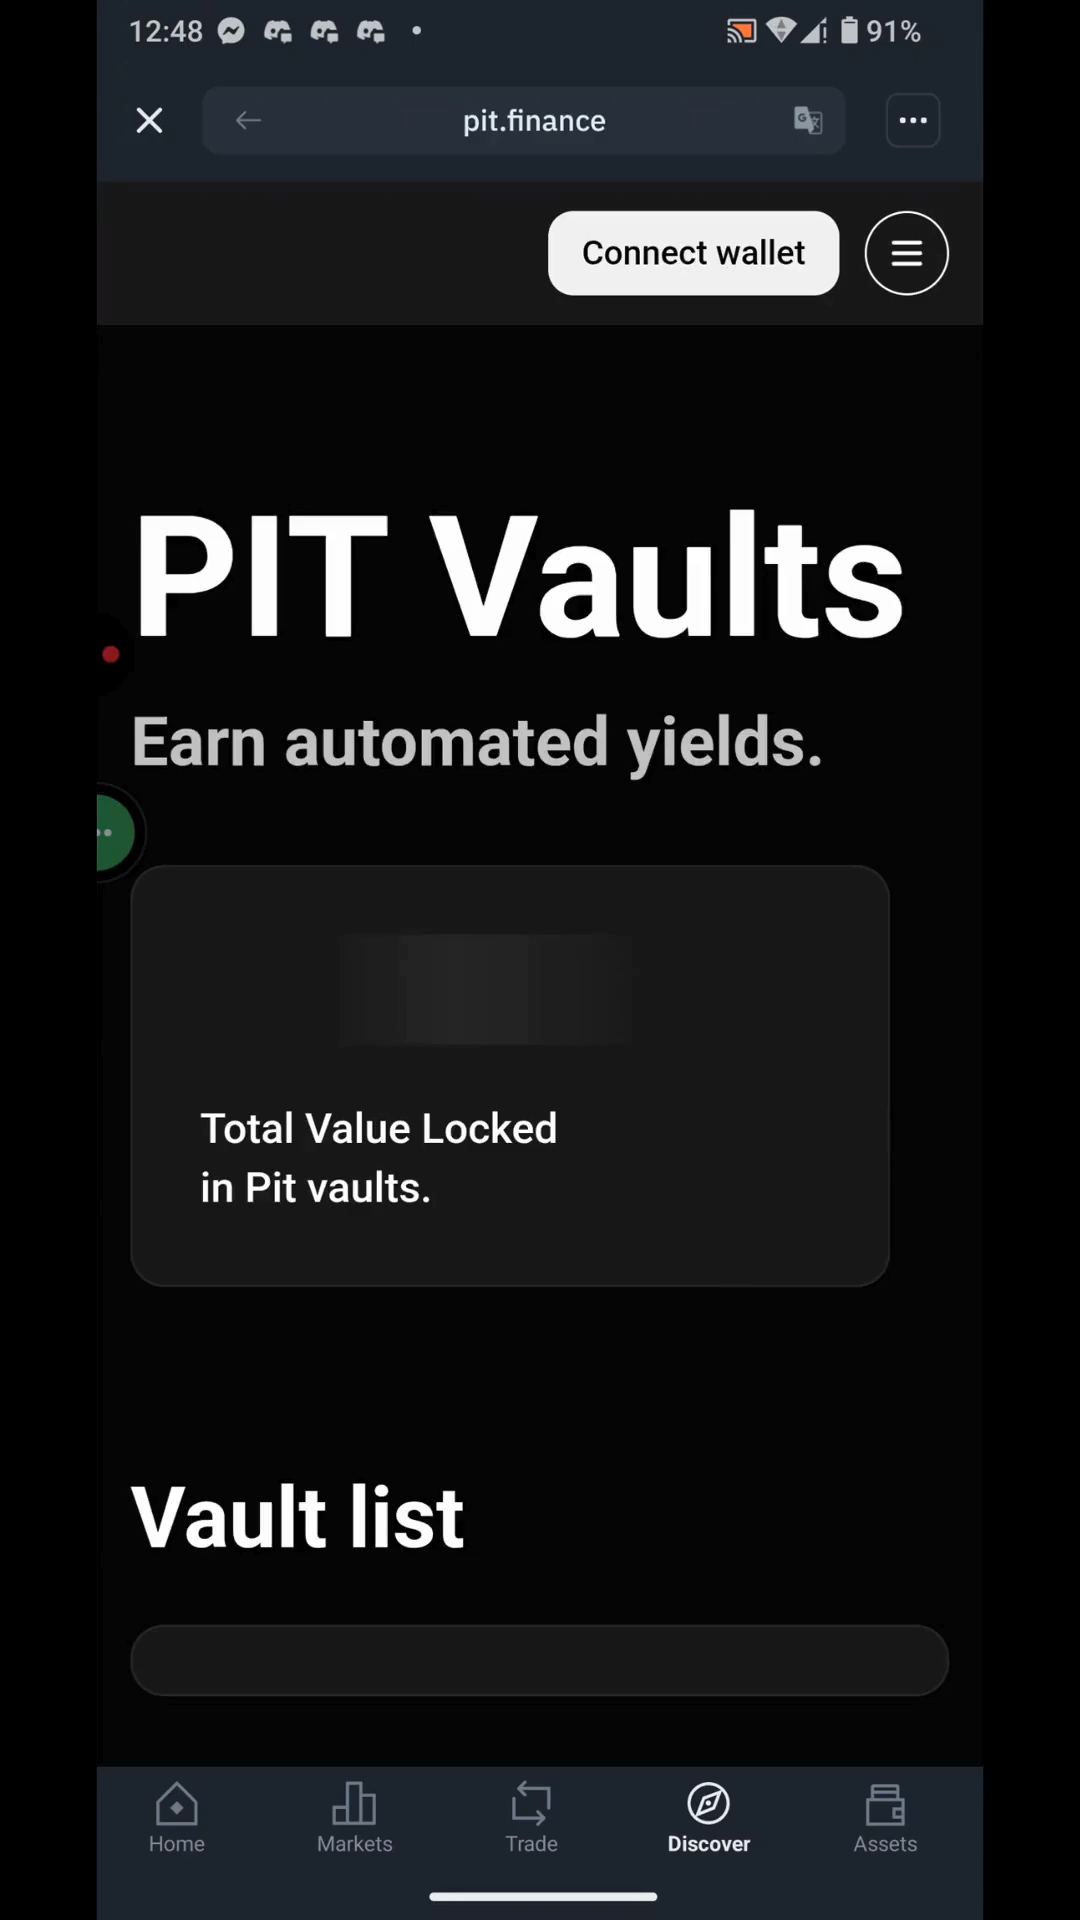 12:48
91%
pit.finance
Connect wallet
PIT Vaults
Earn automated yields.
Total Value Locked
in Pit vaults.
Vault list
Home Markets Trade Discover Assets